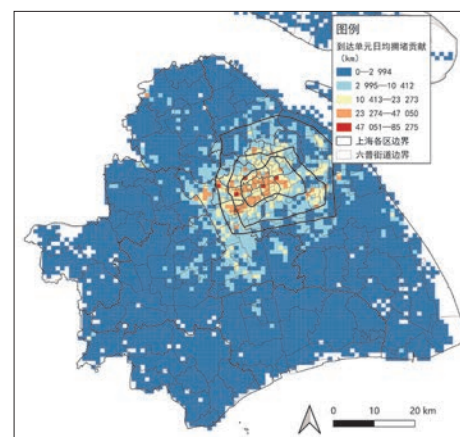 图例
到达单元日均拥堵贡献
(km)
0—2 994
2 995—10 412
10 413—23 273
23 274—47 050
47 051—85 275
上海各区边界
六普街道边界
0 10 20 km